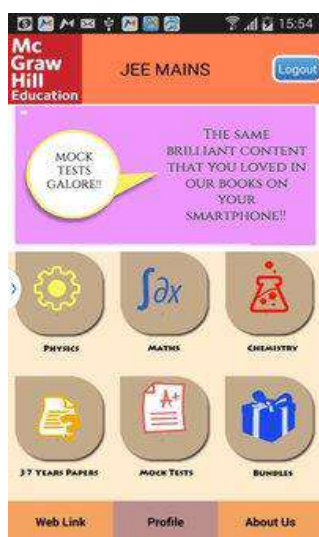 15:54
Mc
Graw
Hill
Education
JEE MAINS
Logout
MOCK
TESTS
GALORE!!
THE SAME
BRILLIANT CONTENT
THAT YOU LOVED IN
OUR BOOKS ON
YOUR
SMARTPHONE!!
∫∂x
A+
PHYSICS
MATHS
CHEMISTRY
37 YEARS PAPERS
MOCK TESTS
BUNDLES
Web Link
Profile
About Us